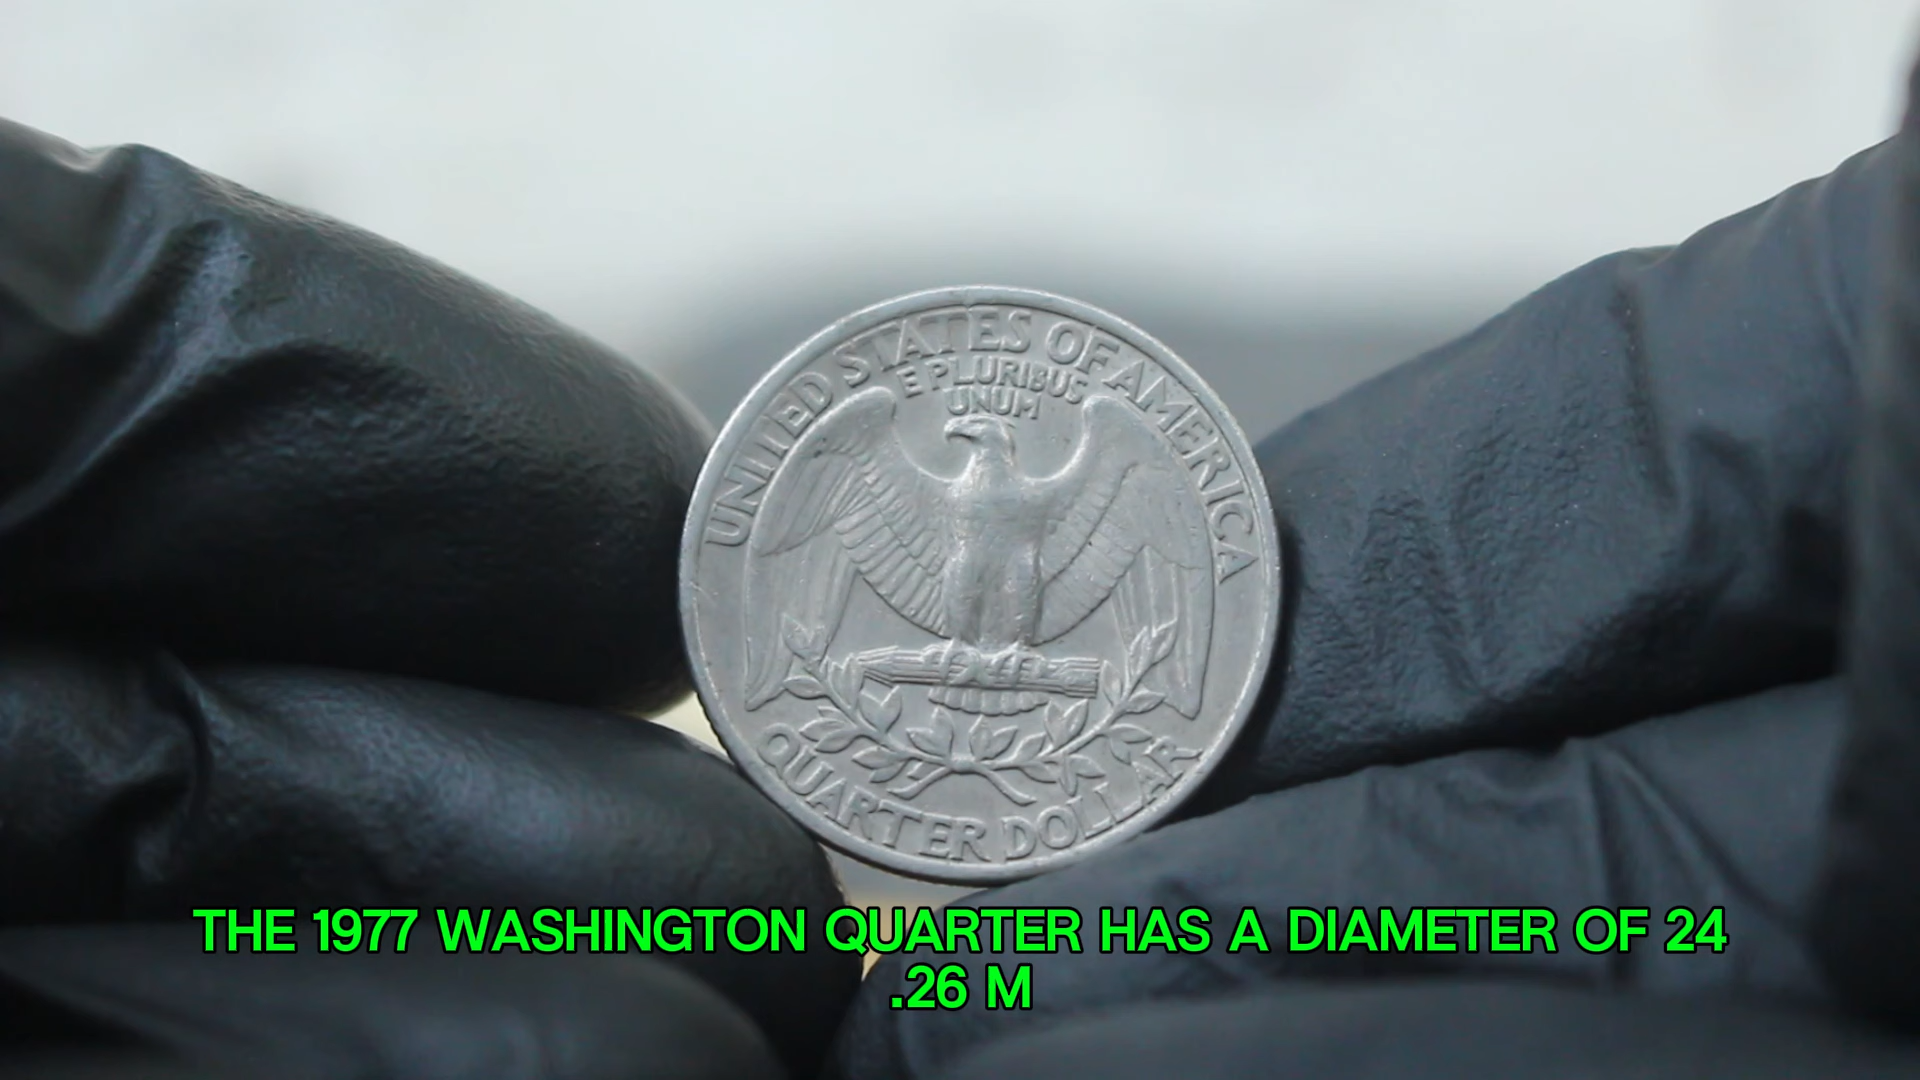 UNITED STATES OF AMERICA
E PLURIBUS
UNUM
QUARTER DOLLAR
THE 1977 WASHINGTON QUARTER HAS A DIAMETER OF 24
.26 M